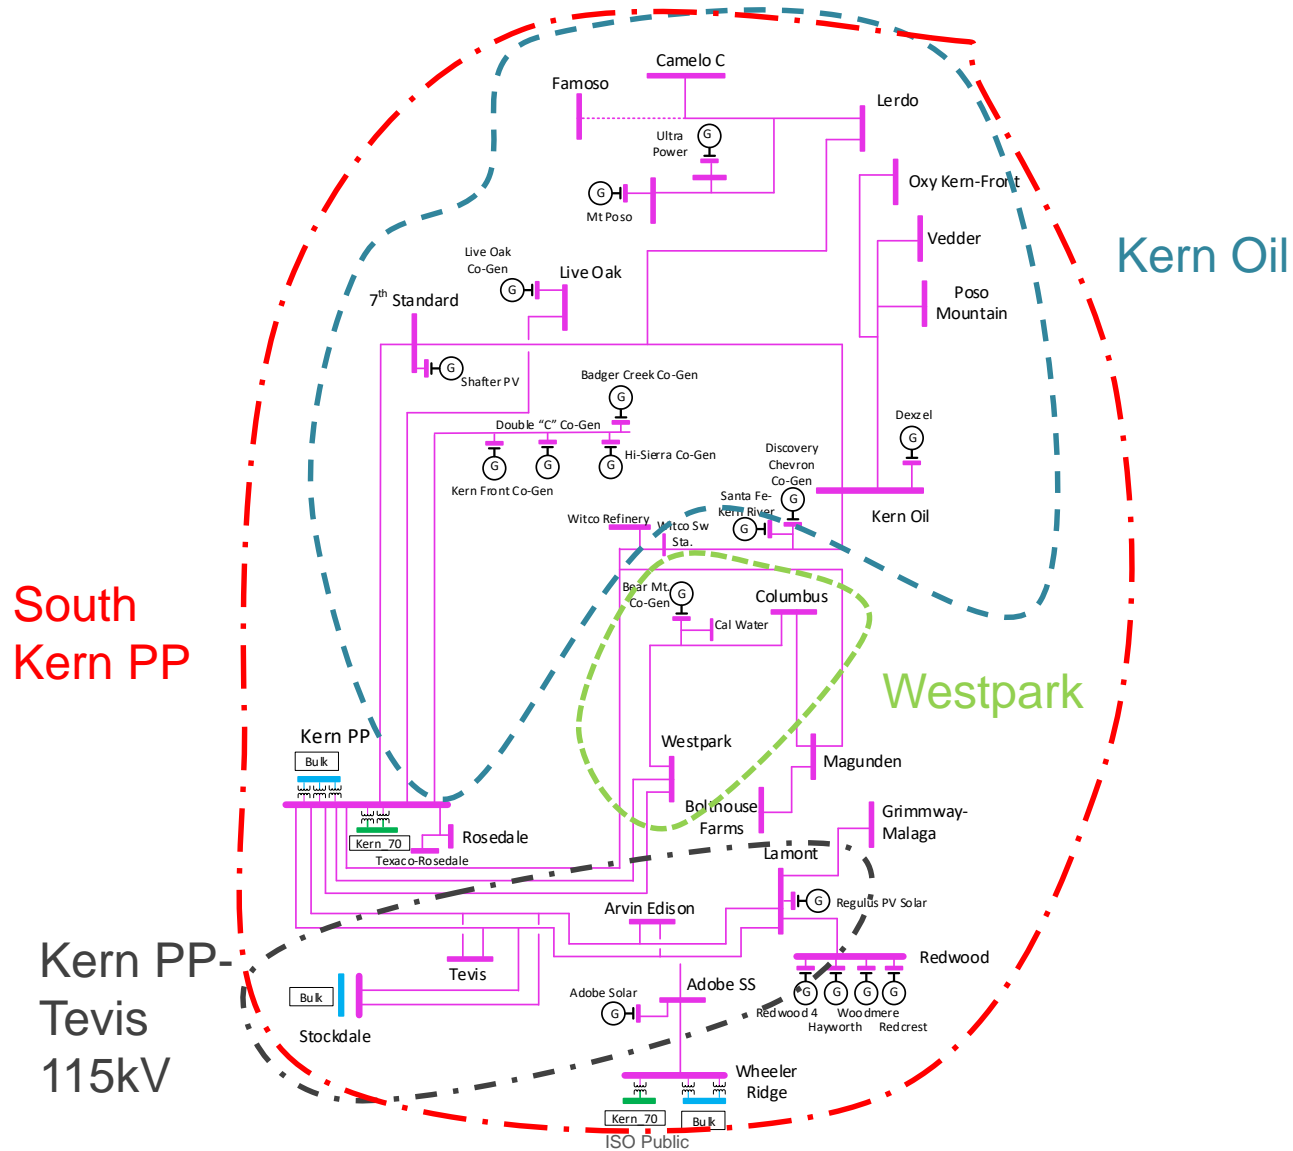 Camelo C
Famoso
Lerdo
Ultra
Power
G
Oxy Kern-Front
G
Mt Poso
Vedder
Kern Oil
Live Oak
Co-Gen
Live Oak
G
Poso
Mountain
7th Standard
G
Shafter PV
Badger Creek Co-Gen
G
Dexzel
Double "C" Co-Gen
G
Hi-Sierra Co-Gen
Discovery
Chevron
Co-Gen
G
G
G
Kern Front Co-Gen
Santa Fe-
Kern River
G
G
Kern Oil
Witco Refinery
Witco Sw
Sta.
South
Kern PP
Bear Mt.
Co-Gen
G
Columbus
Cal Water
Westpark
Kern PP
Bulk
Westpark
Magunden
Bolthouse
Farms
Grimmway-
Malaga
Rosedale
Kern_70
Texaco-Rosedale
Lamont
G
Regulus PV Solar
Arvin Edison
Kern PP-
Tevis
115kV
Tevis
Redwood
Bulk
Stockdale
Adobe SS
Adobe Solar
G
G
G
G
G
Redwood 4
Hayworth
Woodmere
Redcrest
Wheeler
Ridge
Kern_70
Bulk
ISO Public